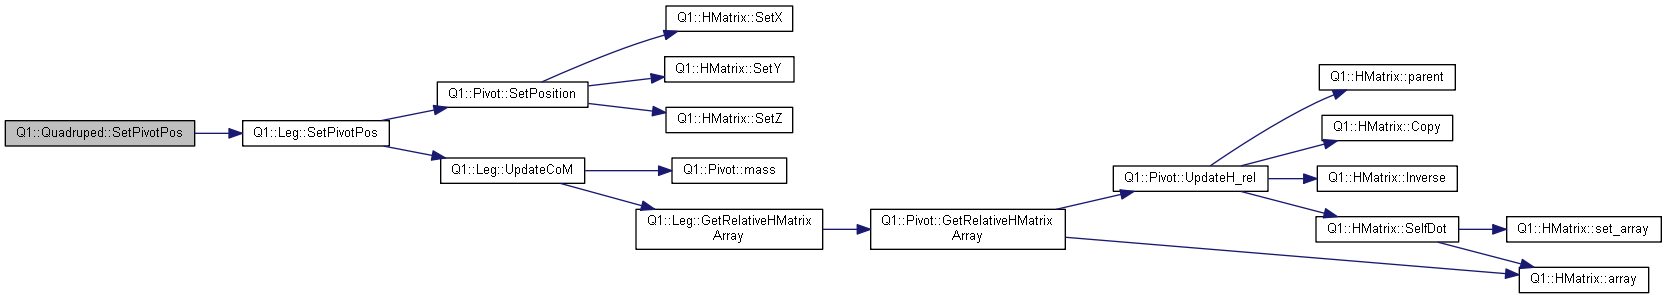 Q1::Quadruped::SetPivotPos
Q1::Leg::SetPivotPos
Q1::Pivot::SetPosition
Q1::HMatrix::SetX
Q1::HMatrix::SetY
Q1::HMatrix::SetZ
Q1::Leg::UpdateCoM
Q1::Pivot::mass
Q1::Leg::GetRelativeHMatrix
Array
Q1::Pivot::GetRelativeHMatrix
Array
Q1::Pivot::UpdateH_rel
Q1::HMatrix::parent
Q1::HMatrix::Copy
Q1::HMatrix::Inverse
Q1::HMatrix::SelfDot
Q1::HMatrix::set_array
Q1::HMatrix::array